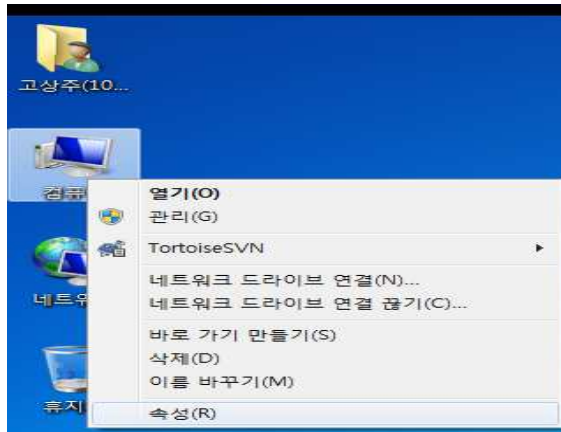 고상주(10...
열기(O)
관리(G)
TortoiseSVN
네트워크 드라이브 연결(N)...
네트워크 드라이브 연결 끊기(C)...
바로 가기 만들기(S)
삭제(D)
이름 바꾸기(M)
속성(R)